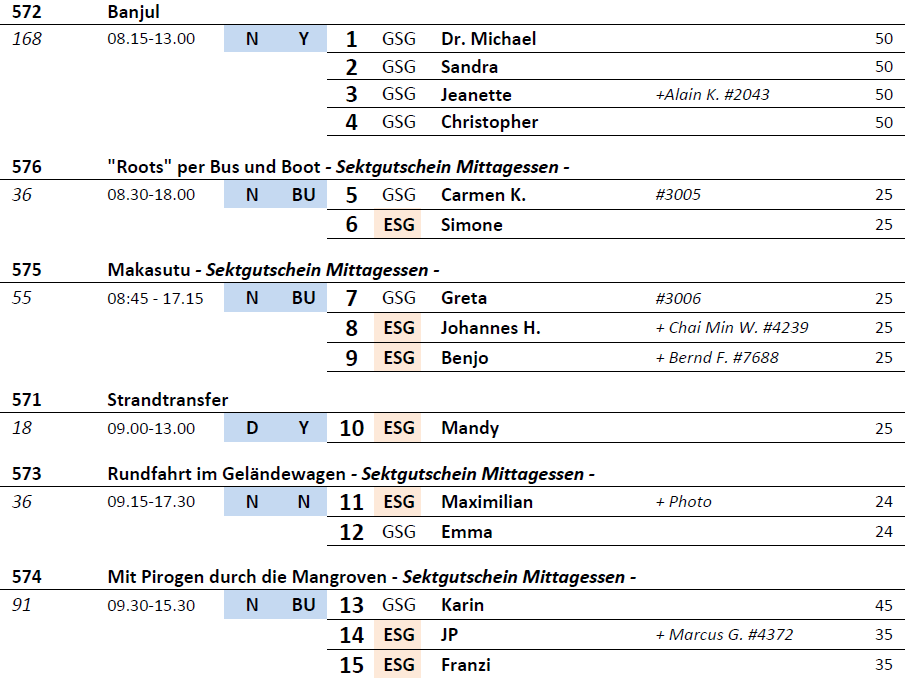 572 Banjul
168 08.15-13.00 N Y 1 GSG Dr. Michael 50
2 GSG Sandra 50
3 GSG Jeanette +Alain K. #2043 50
4 GSG Christopher 50
576 "Roots" per Bus und Boot - Sektgutschein Mittagessen -
36 08.30-18.00 N BU 5 GSG Carmen K. #3005 25
6 ESG Simone 25
575 Makasutu - Sektgutschein Mittagessen -
55 08:45 - 17.15 N BU 7 GSG Greta #3006 25
8 ESG Johannes H. + Chai Min W. #4239 25
9 ESG Benjo + Bernd F. #7688 25
571 Strandtransfer
18 09.00-13.00 D Y 10 ESG Mandy 25
573 Rundfahrt im Geländewagen - Sektgutschein Mittagessen -
36 09.15-17.30 N N 11 ESG Maximilian + Photo 24
12 GSG Emma 24
574 Mit Pirogen durch die Mangroven - Sektgutschein Mittagessen -
91 09.30-15.30 N BU 13 GSG Karin 45
14 ESG JP + Marcus G. #4372 35
15 ESG Franzi 35